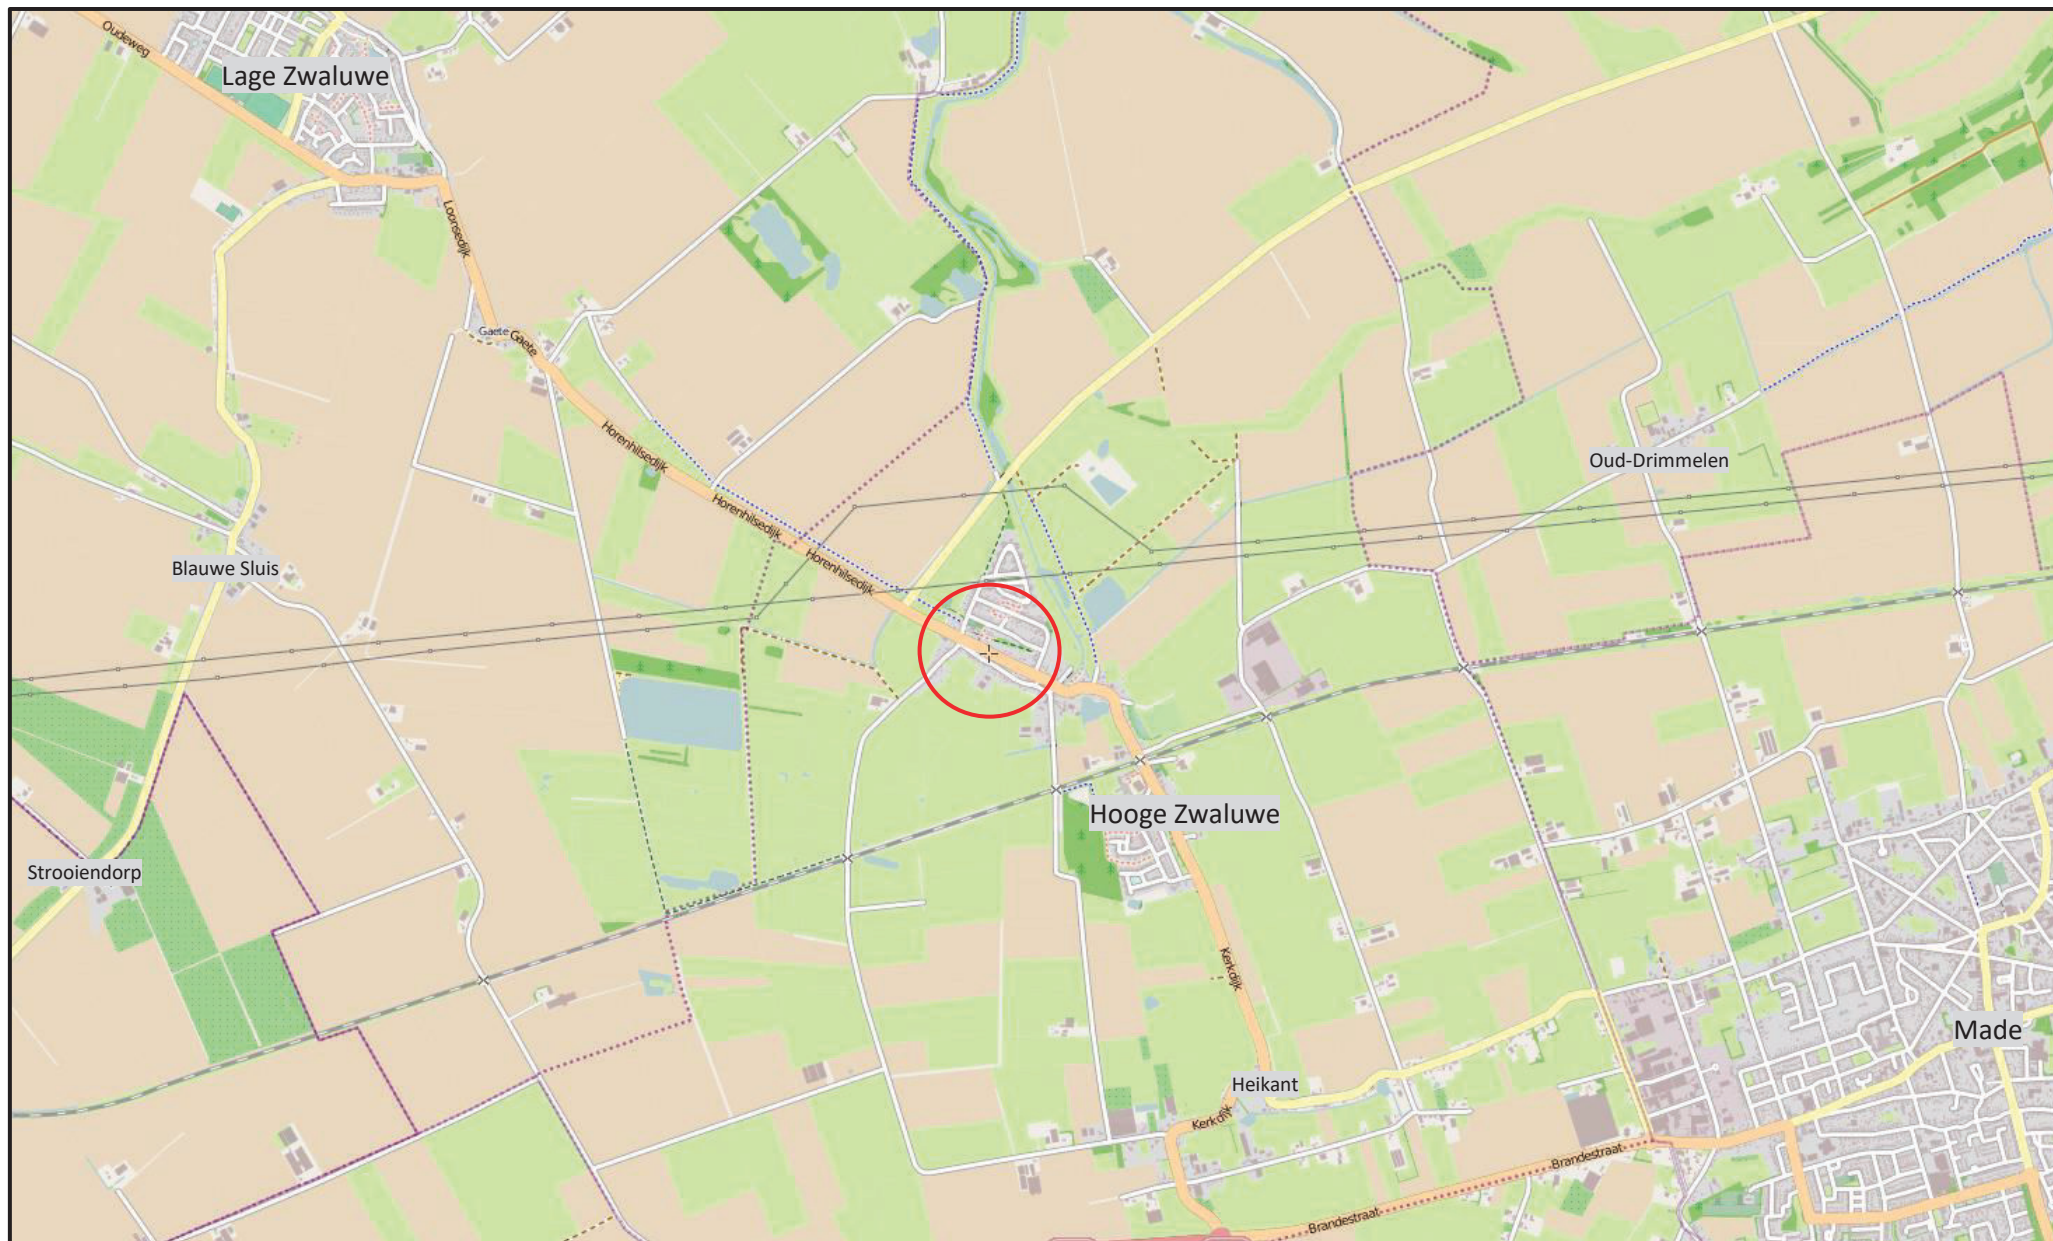 Oudeweg
Lage Zwaluwe
Loonsedijk
Gaete
Gaete
Horenhilsedijk
Horenhilsedijk
Horenhilsedijk
Oud-Drimmelen
Blauwe Sluis
Hooge Zwaluwe
Strooiendorp
Kerkdijk
Made
Heikant
Kerkdijk
Brandestraat
Brandestraat